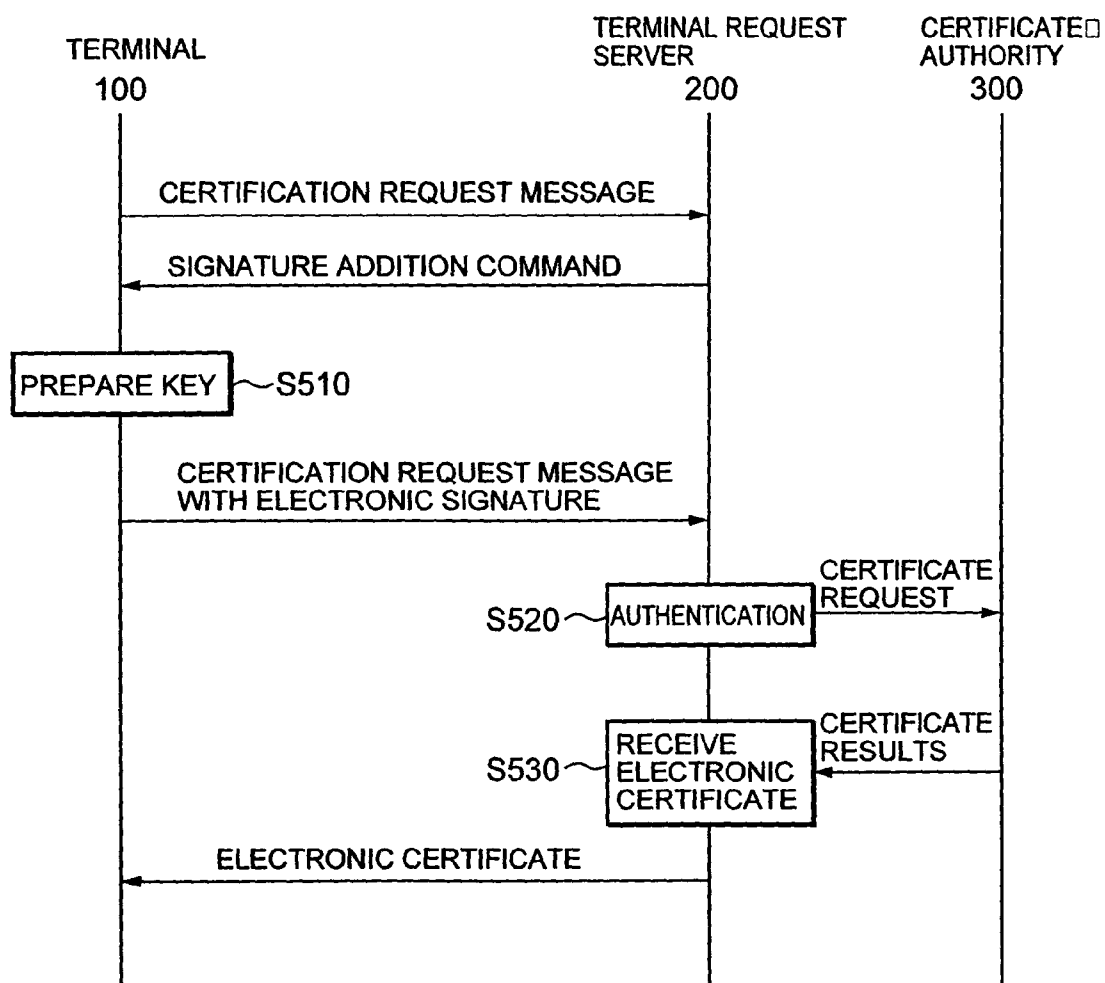 TERMINAL
100
TERMINAL REQUEST
SERVER
200
CERTIFICATE□
AUTHORITY
300
CERTIFICATION REQUEST MESSAGE
SIGNATURE ADDITION COMMAND
PREPARE KEY
S510
CERTIFICATION REQUEST MESSAGE
WITH ELECTRONIC SIGNATURE
CERTIFICATE
REQUEST
S520
AUTHENTICATION
CERTIFICATE
RESULTS
S530
RECEIVE
ELECTRONIC
CERTIFICATE
ELECTRONIC CERTIFICATE